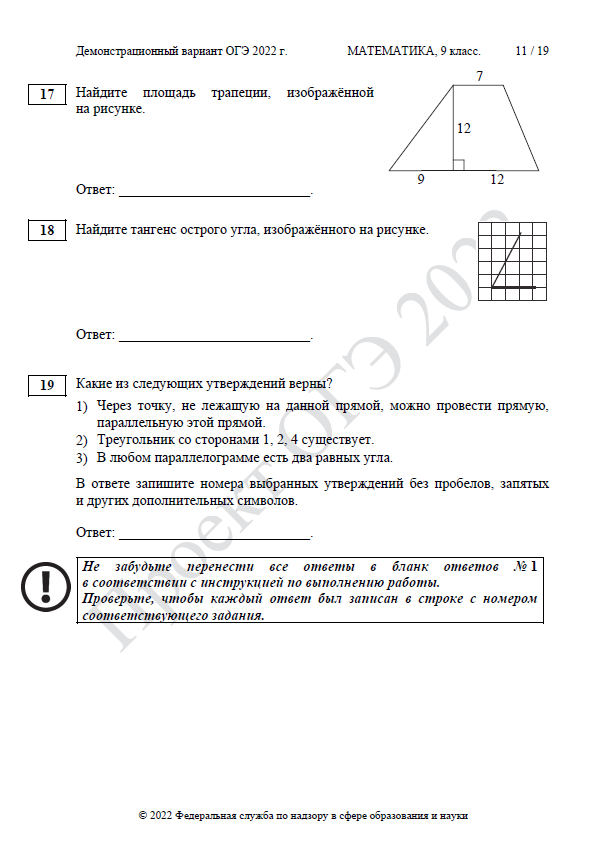 Демонстрационный вариант ОГЭ 2022 г. МАТЕМАТИКА, 9 класс. 11 / 19
17 Найдите площадь трапеции, изображённой
на рисунке.
7
12
9 12
Ответ: __________________________.
18 Найдите тангенс острого угла, изображённого на рисунке.
Ответ: __________________________.
19 Какие из следующих утверждений верны?
1) Через точку, не лежащую на данной прямой, можно провести прямую,
параллельную этой прямой.
2) Треугольник со сторонами 1, 2, 4 существует.
3) В любом параллелограмме есть два равных угла.
В ответе запишите номера выбранных утверждений без пробелов, запятых
и других дополнительных символов.
Ответ: __________________________.
Не забудьте перенести все ответы в бланк ответов № 1
в соответствии с инструкцией по выполнению работы.
Проверьте, чтобы каждый ответ был записан в строке с номером
соответствующего задания.
Проект ОГЭ 2022
© 2022 Федеральная служба по надзору в сфере образования и науки